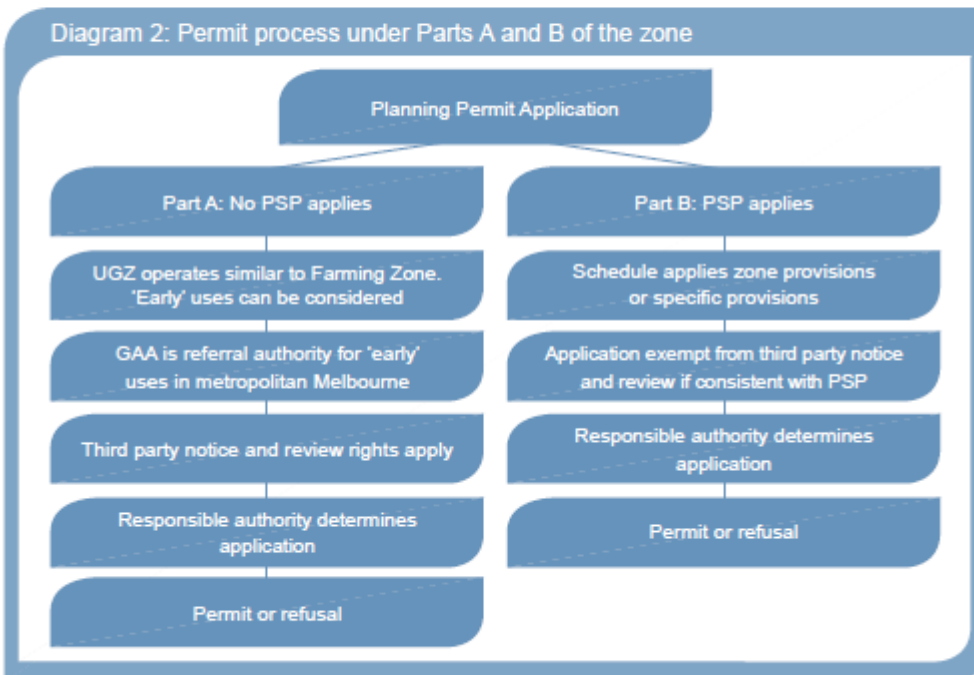 Diagram 2: Permit process under Parts A and B of the zone
Planning Permit Application
Part A: No PSP applies
UGZ operates similar to Farming Zone.
'Early' uses can be considered
GAA is referral authority for 'early'
uses in metropolitan Melbourne
Third party notice and review rights apply
Responsible authority determines
application
Permit or refusal
Part B: PSP applies
Schedule applies zone provisions
or specific provisions
Application exempt from third party notice
and review if consistent with PSP
Responsible authority determines
application
Permit or refusal